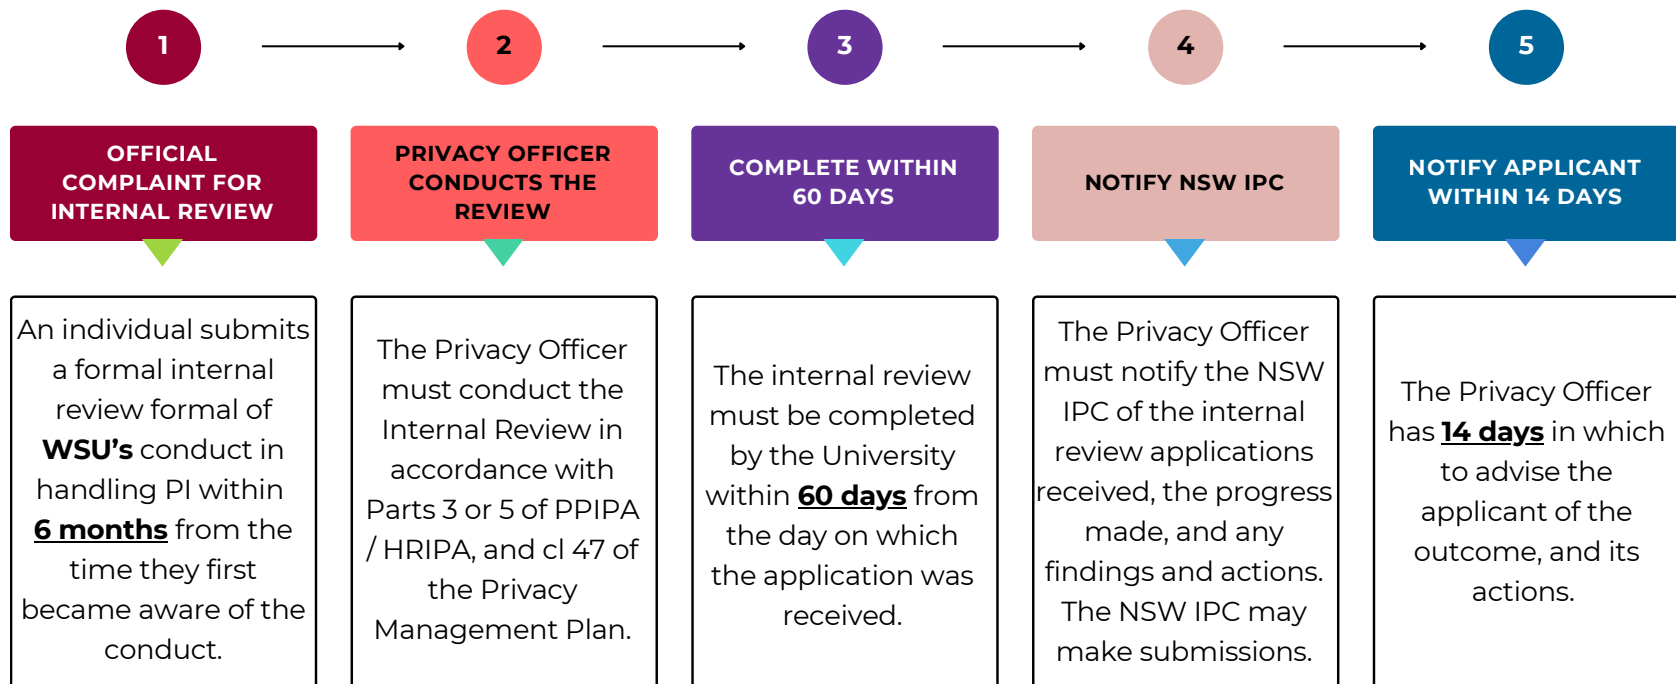 1
2
3
4
5
OFFICIAL
COMPLAINT FOR
INTERNAL REVIEW
PRIVACY OFFICER
CONDUCTS THE
REVIEW
COMPLETE WITHIN
60 DAYS
NOTIFY NSW IPC
NOTIFY APPLICANT
WITHIN 14 DAYS
An individual submits
a formal internal
review formal of
WSU’s conduct in
handling PI within
6 months from the
time they first
became aware of the
conduct.
The Privacy Officer
must conduct the
Internal Review in
accordance with
Parts 3 or 5 of PPIPA
/ HRIPA, and cl 47 of
the Privacy
Management Plan.
The internal review
must be completed
by the University
within 60 days from
the day on which
the application was
received.
The Privacy Officer
must notify the NSW
IPC of the internal
review applications
received, the progress
made, and any
findings and actions.
The NSW IPC may
make submissions.
The Privacy Officer
has 14 days in which
to advise the
applicant of the
outcome, and its
actions.